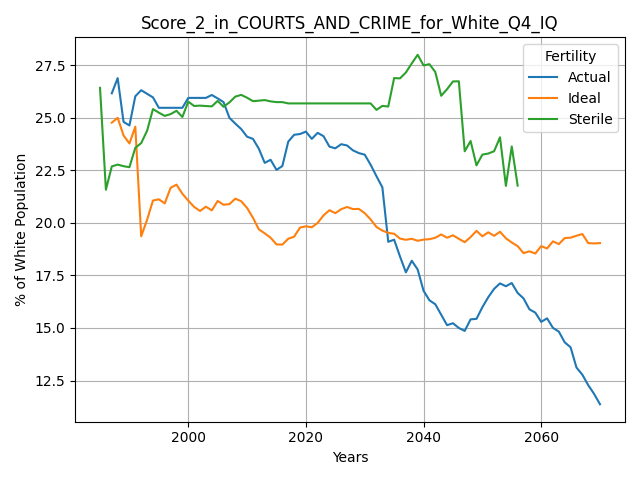 Score_2_in_COURTS_AND_CRIME_for_White_Q4_IQ
Fertility
Actual
Ideal
Sterile
% of White Population
27.5
25.0
22.5
20.0
17.5
15.0
12.5
2000
2020
2040
2060
Years